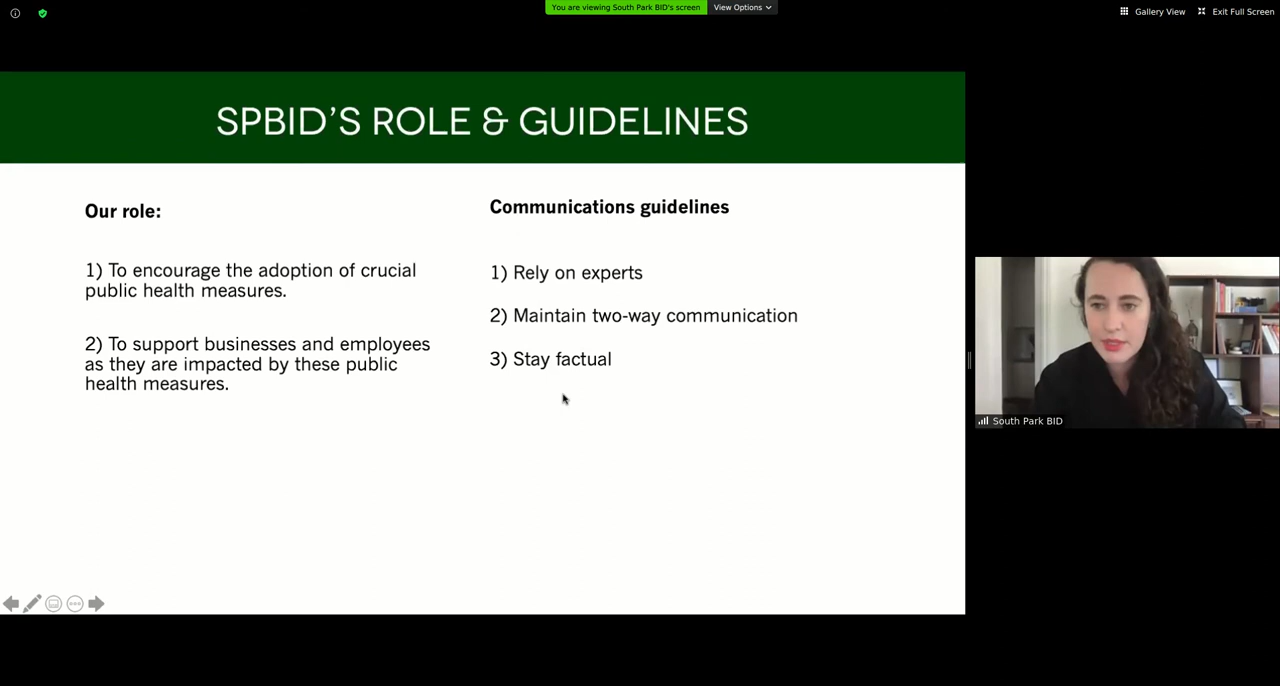 You are viewing South Park BID's screen
View Options
Gallery View
Exit Full Screen
SPBID'S ROLE & GUIDELINES
Our role:
1) To encourage the adoption of crucial
public health measures.
2) To support businesses and employees
as they are impacted by these public
health measures.
Communications guidelines
1) Rely on experts
2) Maintain two-way communication
3) Stay factual
South Park BID